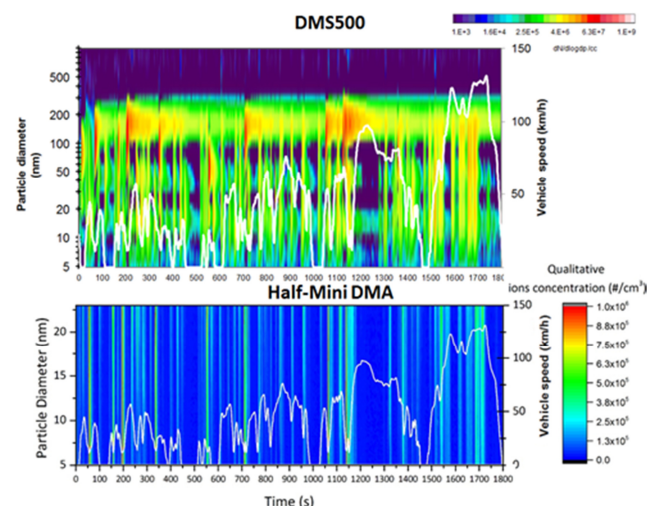 DMS500
1.E+3 1.6E+4 2.5E+5 4.E+6 6.3E+7 1.E+9
dN/dlogdp/cc
Particle diameter
(nm)
500
200
100
50
20
10
5
0 100 200 300 400 500 600 700 800 900 1000 1100 1200 1300 1400 1500 1600 1700 1800
150
100
50
Vehicle speed (km/h)
Half-Mini DMA
Particle Diameter (nm)
20
15
10
5
0 100 200 300 400 500 600 700 800 900 1000 1100 1200 1300 1400 1500 1600 1700 1800
Time (s)
150
100
50
0
Vehicle speed (km/h)
Qualitative
ions concentration (#/cm³)
1.0x10⁶
8.8x10⁵
7.5x10⁵
6.3x10⁵
5.0x10⁵
3.8x10⁵
2.5x10⁵
1.3x10⁵
0.0